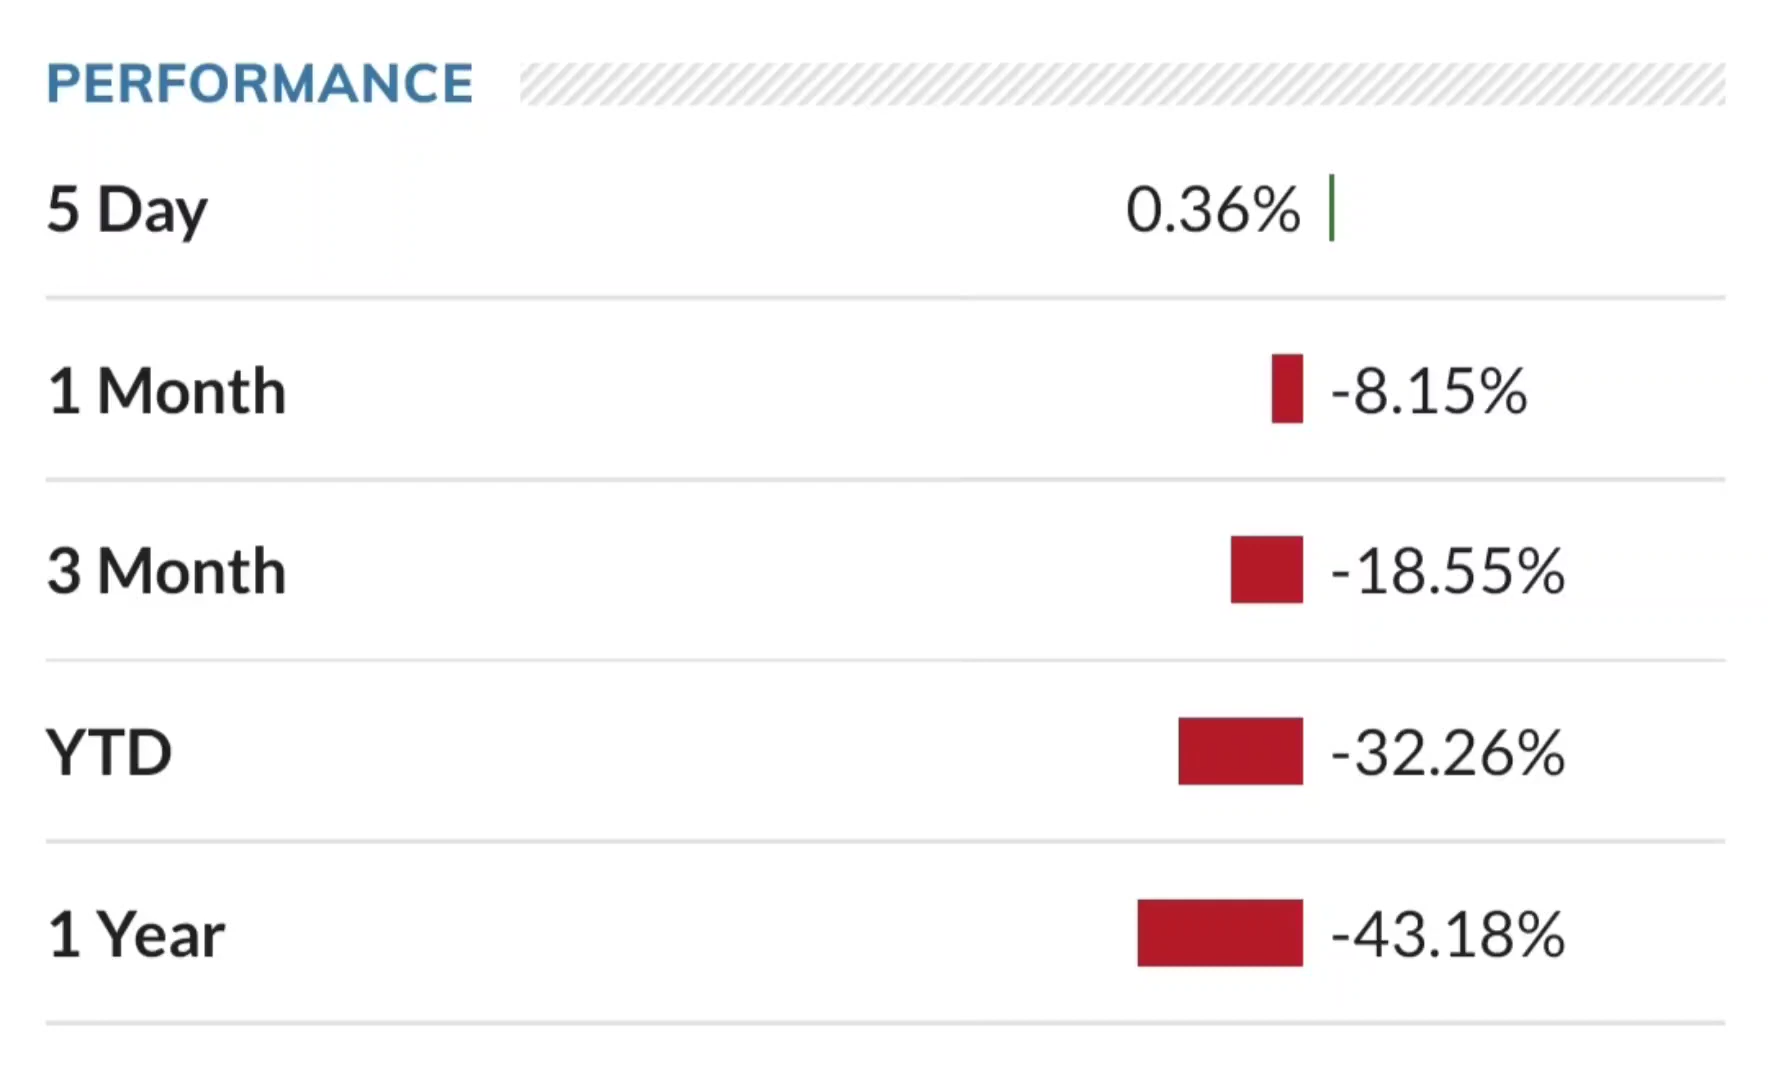 PERFORMANCE
5 Day 0.36%
1 Month -8.15%
3 Month -18.55%
YTD -32.26%
1 Year -43.18%